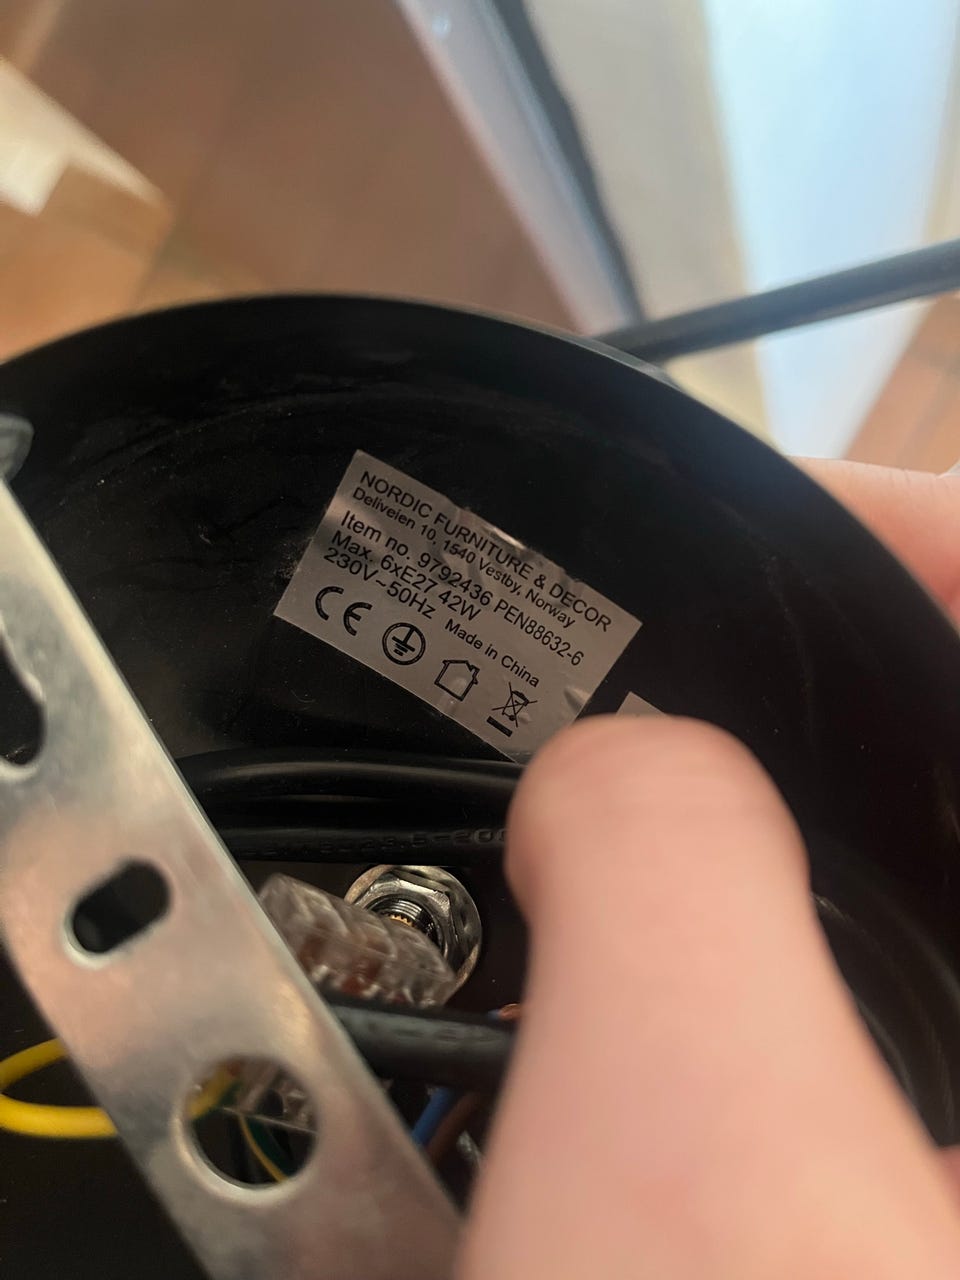 NORDIC FURNITURE & DECOR
Deliveien 10, 1540 Vestby, Norway
Item no. 9792436 PEN88632-6
Max. 6xE27 42W
230V~50Hz
Made in China
CE